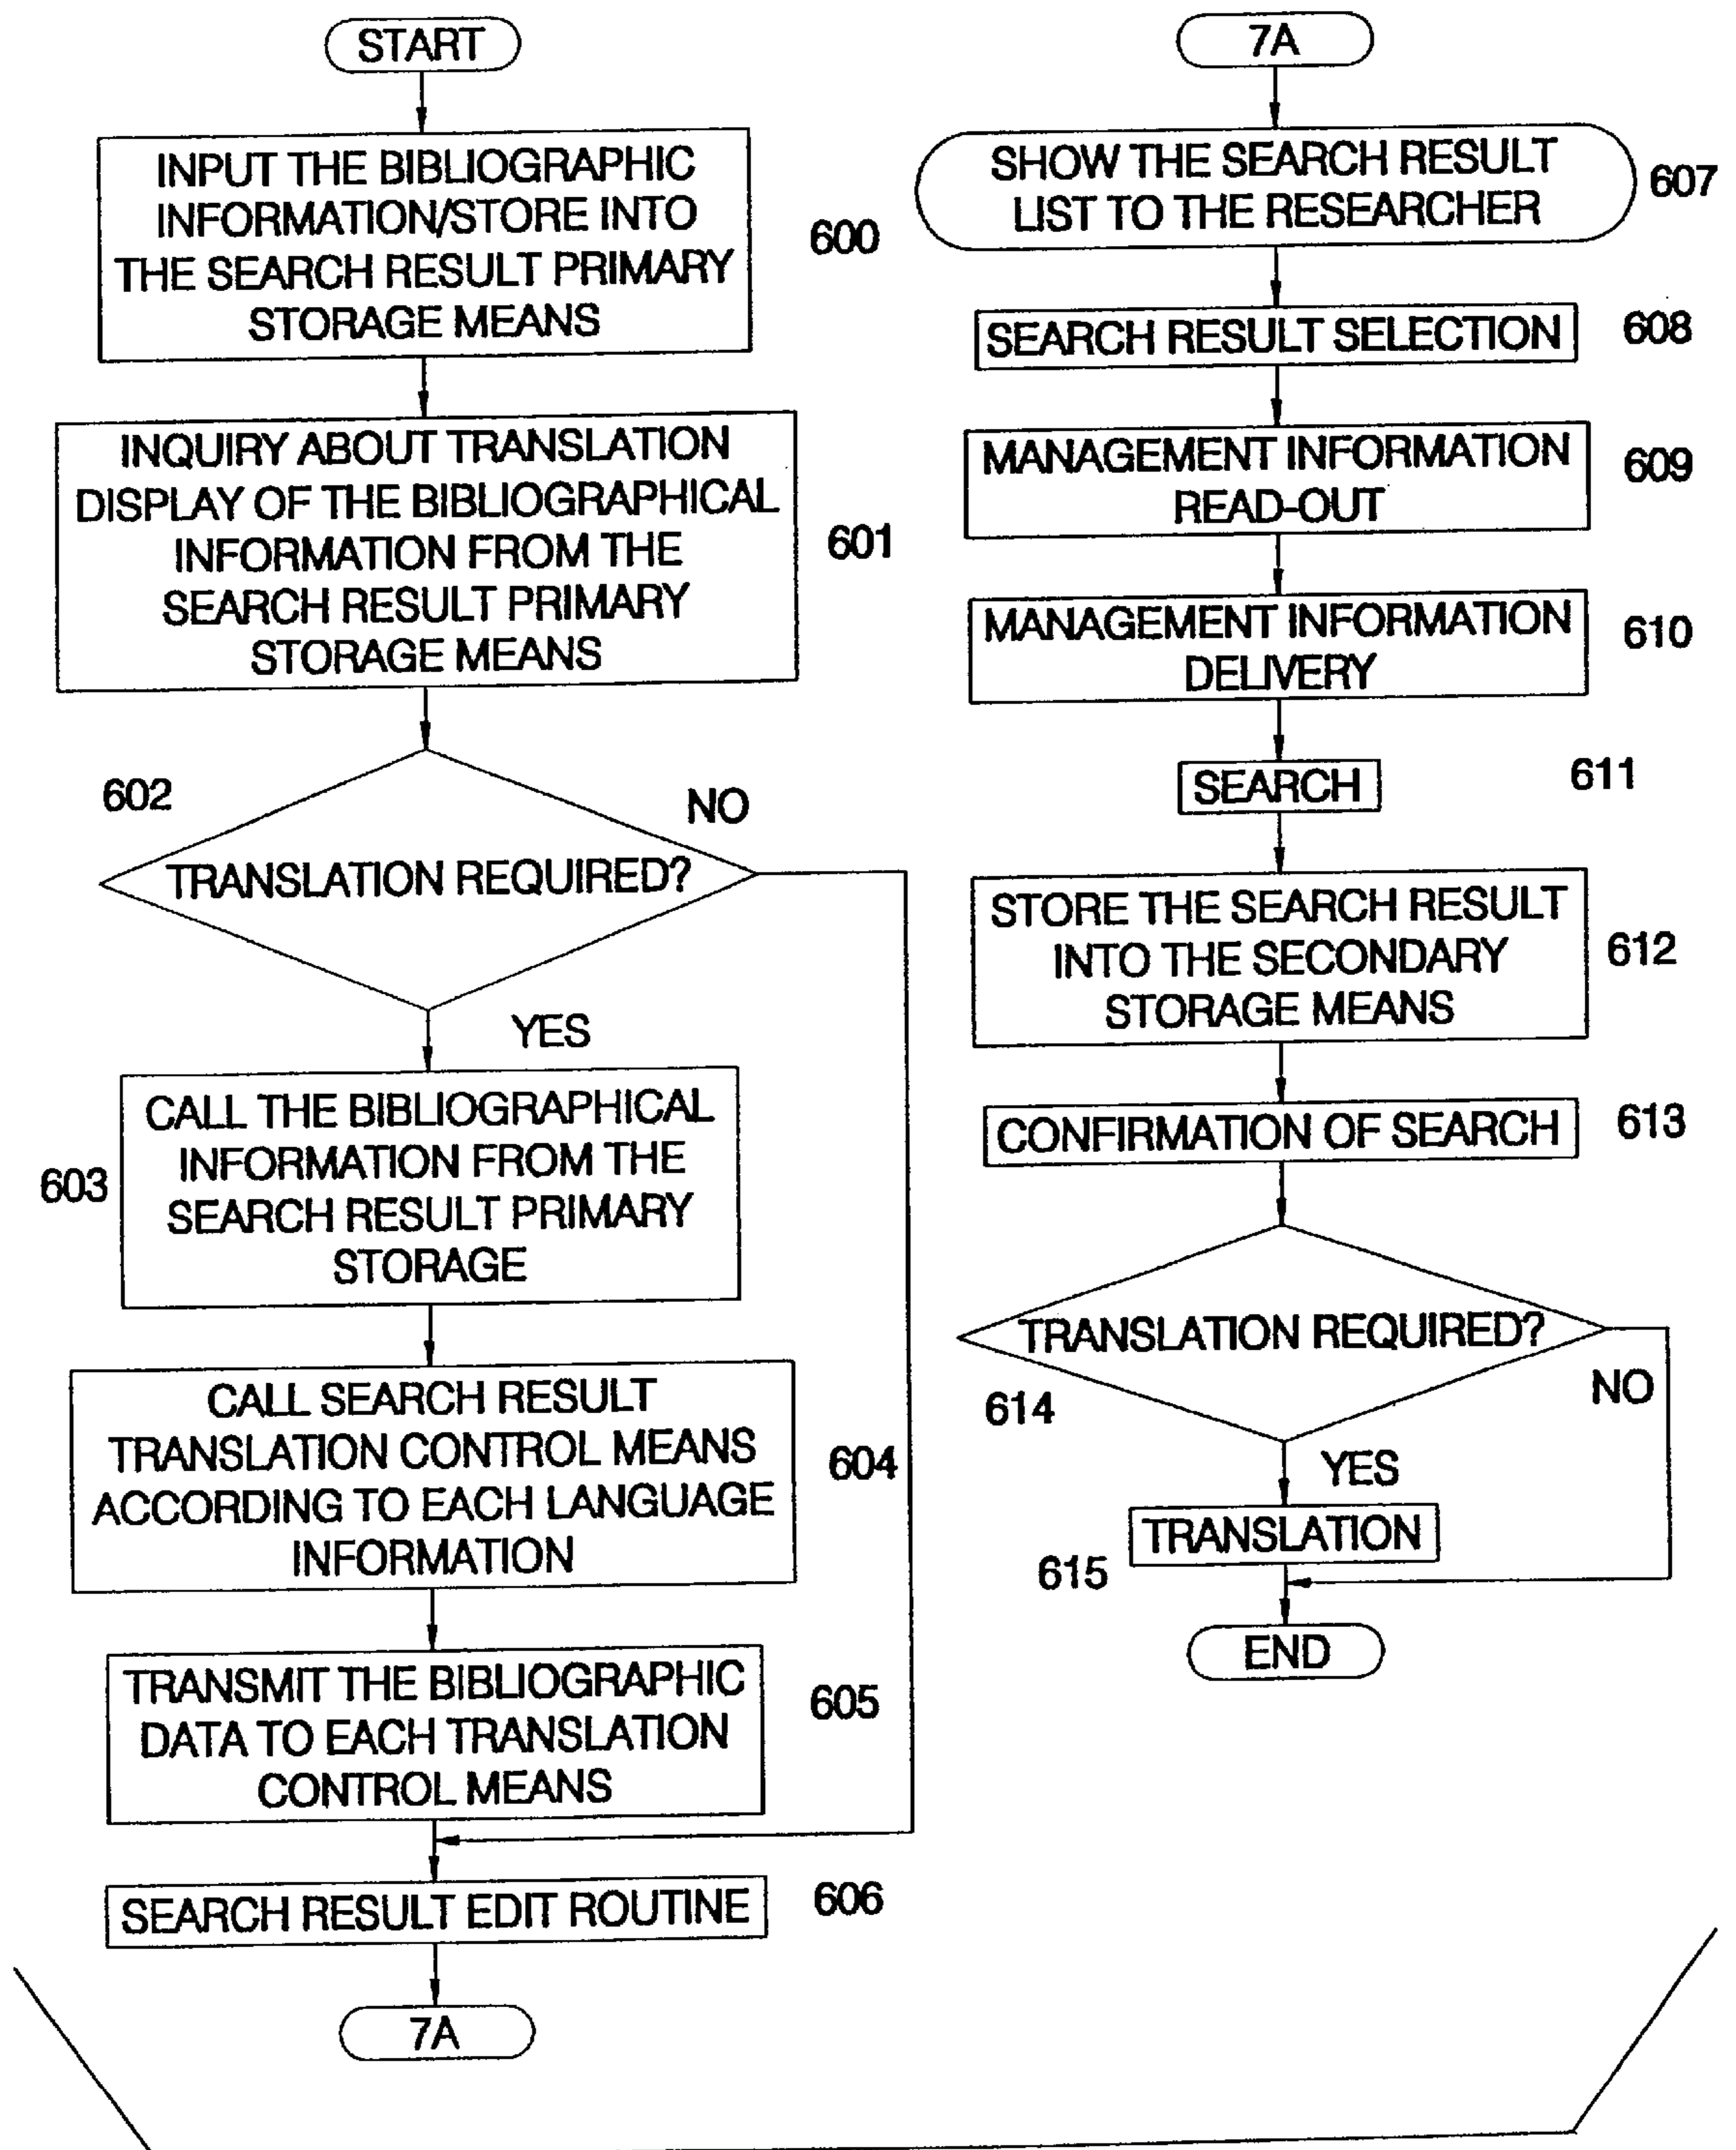 START
INPUT THE BIBLIOGRAPHIC
INFORMATION/STORE INTO
THE SEARCH RESULT PRIMARY
STORAGE MEANS
600
INQUIRY ABOUT TRANSLATION
DISPLAY OF THE BIBLIOGRAPHICAL
INFORMATION FROM THE
SEARCH RESULT PRIMARY
STORAGE MEANS
601
602
NO
TRANSLATION REQUIRED?
YES
CALL THE BIBLIOGRAPHICAL
INFORMATION FROM THE
SEARCH RESULT PRIMARY
STORAGE
603
CALL SEARCH RESULT
TRANSLATION CONTROL MEANS
ACCORDING TO EACH LANGUAGE
INFORMATION
604
TRANSMIT THE BIBLIOGRAPHIC
DATA TO EACH TRANSLATION
CONTROL MEANS
605
SEARCH RESULT EDIT ROUTINE
606
7A
7A
SHOW THE SEARCH RESULT
LIST TO THE RESEARCHER
607
SEARCH RESULT SELECTION
608
MANAGEMENT INFORMATION
READ-OUT
609
MANAGEMENT INFORMATION
DELIVERY
610
SEARCH
611
STORE THE SEARCH RESULT
INTO THE SECONDARY
STORAGE MEANS
612
CONFIRMATION OF SEARCH
613
TRANSLATION REQUIRED?
614
NO
YES
TRANSLATION
615
END